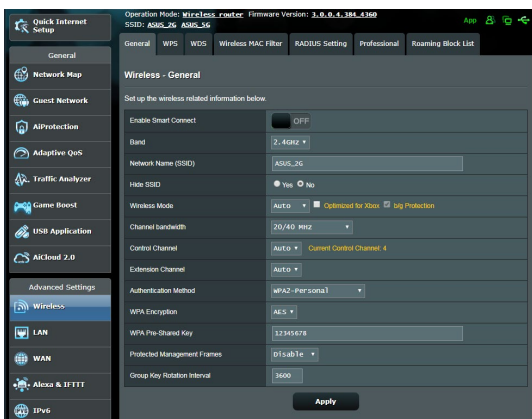 Quick Internet
Setup
Operation Mode: Wireless router Firmware Version: 3.0.0.4.384_4360
SSID: ASUS_2G ASUS_5G
App
General
WPS
WDS
Wireless MAC Filter
RADIUS Setting
Professional
Roaming Block List
General
Network Map
Guest Network
AiProtection
Adaptive QoS
Traffic Analyzer
Game Boost
USB Application
AiCloud 2.0
Advanced Settings
Wireless
LAN
WAN
Alexa & IFTTT
IPv6
Wireless - General
Set up the wireless related information below.
Enable Smart Connect OFF
Band 2.4GHz
Network Name (SSID) ASUS_2G
Hide SSID Yes No
Wireless Mode Auto Optimized for Xbox b/g Protection
Channel bandwidth 20/40 MHz
Control Channel Auto Current Control Channel: 4
Extension Channel Auto
Authentication Method WPA2-Personal
WPA Encryption AES
WPA Pre-Shared Key 12345678
Protected Management Frames Disable
Group Key Rotation Interval 3600
Apply